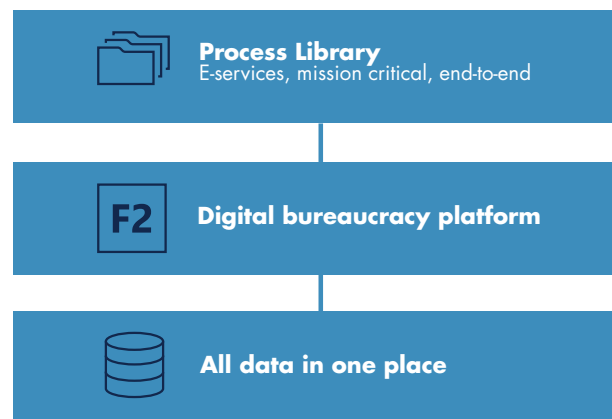 Process Library
E-services, mission critical, end-to-end
F2
Digital bureaucracy platform
All data in one place